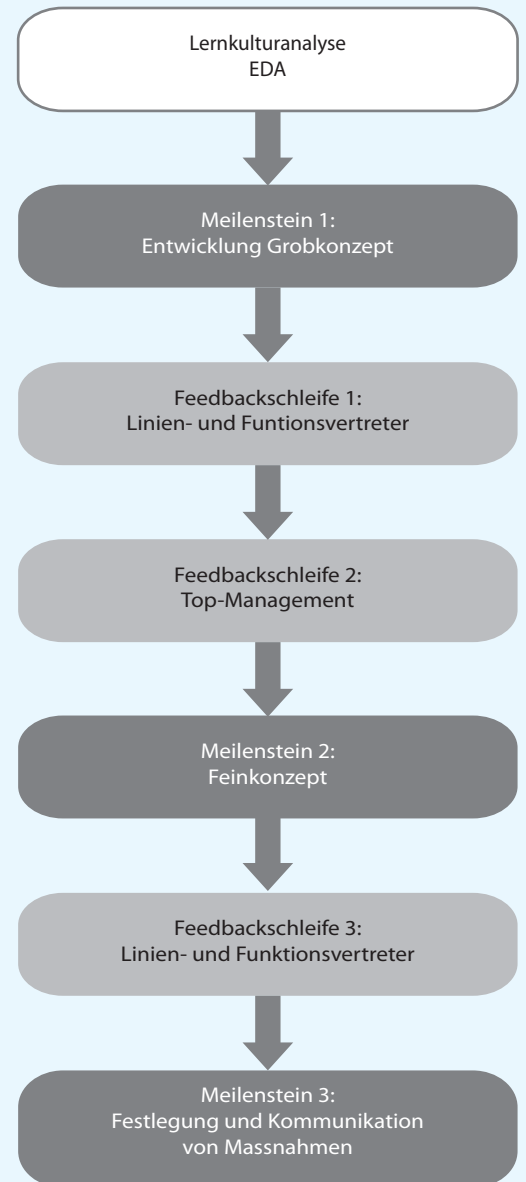 Lernkulturanalyse
EDA
Meilenstein 1:
Entwicklung Grobkonzept
Feedbackschleife 1:
Linien- und Funtionsvertreter
Feedbackschleife 2:
Top-Management
Meilenstein 2:
Feinkonzept
Feedbackschleife 3:
Linien- und Funktionsvertreter
Meilenstein 3:
Festlegung und Kommunikation
von Massnahmen